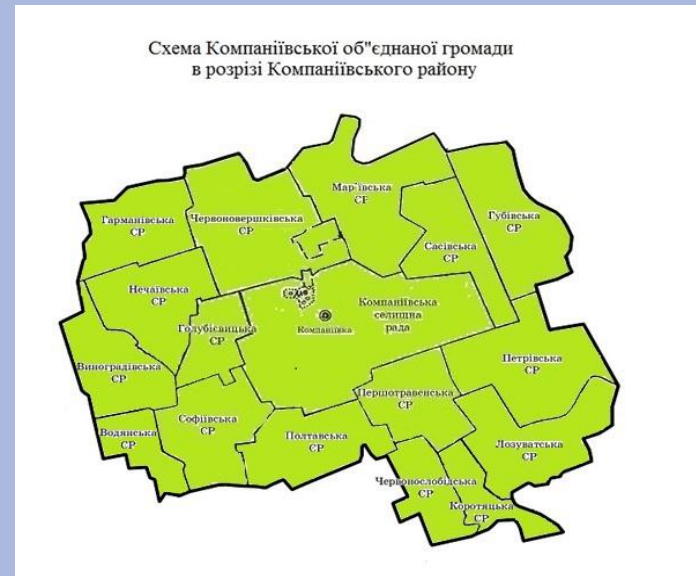 Схема Компаніївської об"єднаної громади
в розрізі Компаніївського району
Мар'ївська
СР
Гарманівська
СР
Червоновершківська
СР
Губівська
СР
Сасівська
СР
Нечаївська
СР
Компаніївська
селищна
рада
Голубієвицька
СР
Компаніївка
Петрівська
СР
Виноградівська
СР
Першотравенська
СР
Софіївська
СР
Водянська
СР
Полтавська
СР
Лозуватська
СР
Червонослобідська
СР
Коротяцька
СР